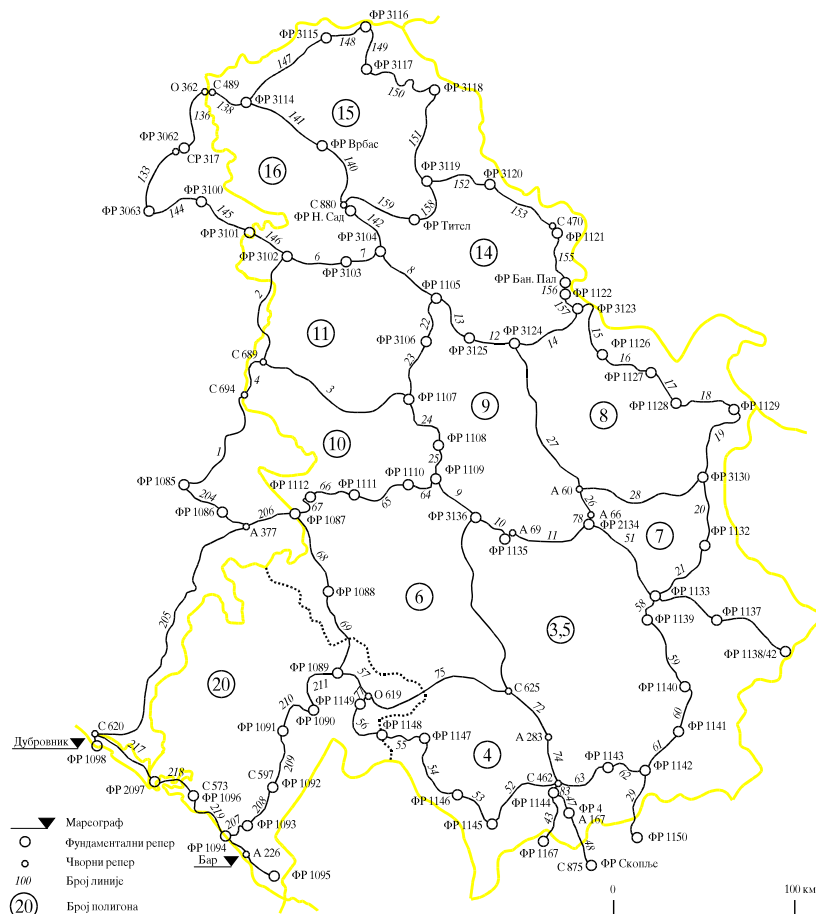 ФР 3116
ФР 3115
148
149
147
ФР 3117
150
ФР 3118
О 362
С 489
138
ФР 3114
136
141
15
ФР 3062
СР 317
ФР Врбас
151
133
16
140
ФР 3119
152
ФР 3120
ФР 3100
144
ФР 3063
145
С 880
ФР Н. Сад
159
158
153
142
ФР Тител
С 470
ФР 1121
ФР 3101
146
ФР 3104
14
155
ФР 3102
6
7
ФР 3103
8
ФР Бан. Пал
2
ФР 1105
156
ФР 1122
157
ФР 3123
11
22
13
15
ФР 3106
12
ФР 3124
14
ФР 3125
ФР 1126
23
16
С 689
ФР 1127
4
3
17
С 694
ФР 1107
9
8
ФР 1128
18
ФР 1129
24
19
10
ФР 1108
1
27
25
ФР 1085
ФР 1112
66
ФР 1111
ФР 1110
ФР 1109
ФР 3130
204
67
65
64
9
А 60
28
ФР 1086
206
ФР 1087
ФР 3136
26
А 66
20
А 377
10
А 69
78
ФР 2134
7
ФР 1135
11
51
ФР 1132
68
21
ФР 1088
6
ФР 1133
58
ФР 1139
ФР 1137
205
69
3,5
ФР 1138/42
59
ФР 1089
57
75
20
211
77
О 619
С 625
ФР 1140
210
ФР 1149
72
ФР 1090
60
С 620
ФР 1091
56
ФР 1148
ФР 1147
А 283
ФР 1141
Дубровник
55
4
74
61
217
ФР 1098
209
54
ФР 1143
ФР 1142
218
С 573
С 597
52
С 462
63
62
ФР 2097
ФР 1096
ФР 1092
ФР 1146
53
83
ФР 1144
29
219
208
47
ФР 4
207
ФР 1093
ФР 1145
43
А 167
Мареограф
ФР 1094
ФР 1150
Фундаментални репер
А 226
ФР 1167
48
Чворни репер
Бар
ФР 1095
С 875
ФР Скопље
100
Број линије
20
Број полигона
0
100 км